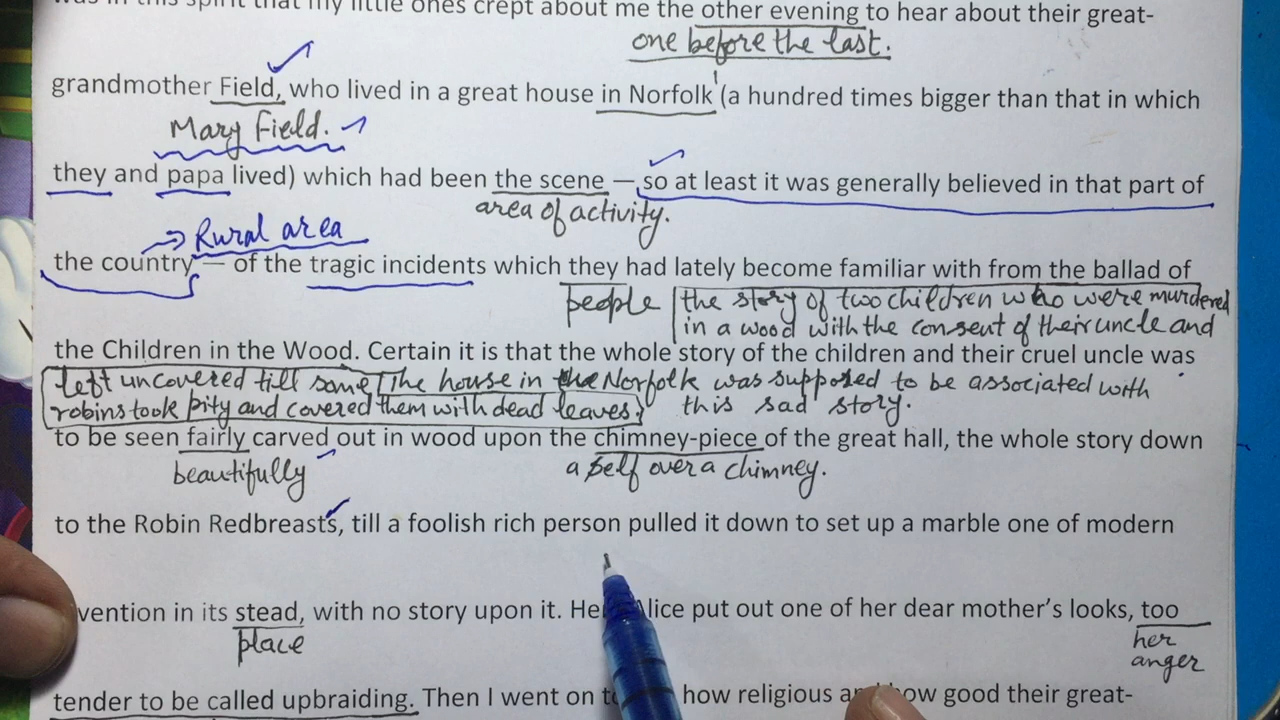 was in this spirit that my little ones crept about me the other evening to hear about their great-
one before the last.
grandmother Field, who lived in a great house in Norfolk (a hundred times bigger than that in which
Mary Field.
they and papa lived) which had been the scene — so at least it was generally believed in that part of
area of activity.
Rural area
the country — of the tragic incidents which they had lately become familiar with from the ballad of
people
the story of two children who were murdered
in a wood with the consent of their uncle and
the Children in the Wood. Certain it is that the whole story of the children and their cruel uncle was
left uncovered till some The house in the Norfolk was supposed to be associated with
robins took pity and covered them with dead leaves. this sad story.
to be seen fairly carved out in wood upon the chimney-piece of the great hall, the whole story down
beautifully a self over a chimney.
to the Robin Redbreasts, till a foolish rich person pulled it down to set up a marble one of modern
vention in its stead, with no story upon it. Alice put out one of her dear mother's looks, too
place her
anger
tender to be called upbraiding. Then I went on how religious how good their great-